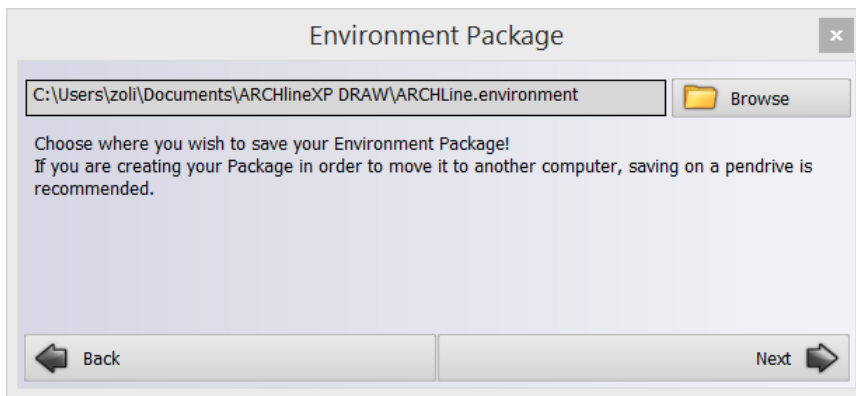 Environment Package
x
C:\Users\zoli\Documents\ARCHlineXP DRAW\ARCHLine.environment
Browse
Choose where you wish to save your Environment Package!
If you are creating your Package in order to move it to another computer, saving on a pendrive is
recommended.
Back
Next